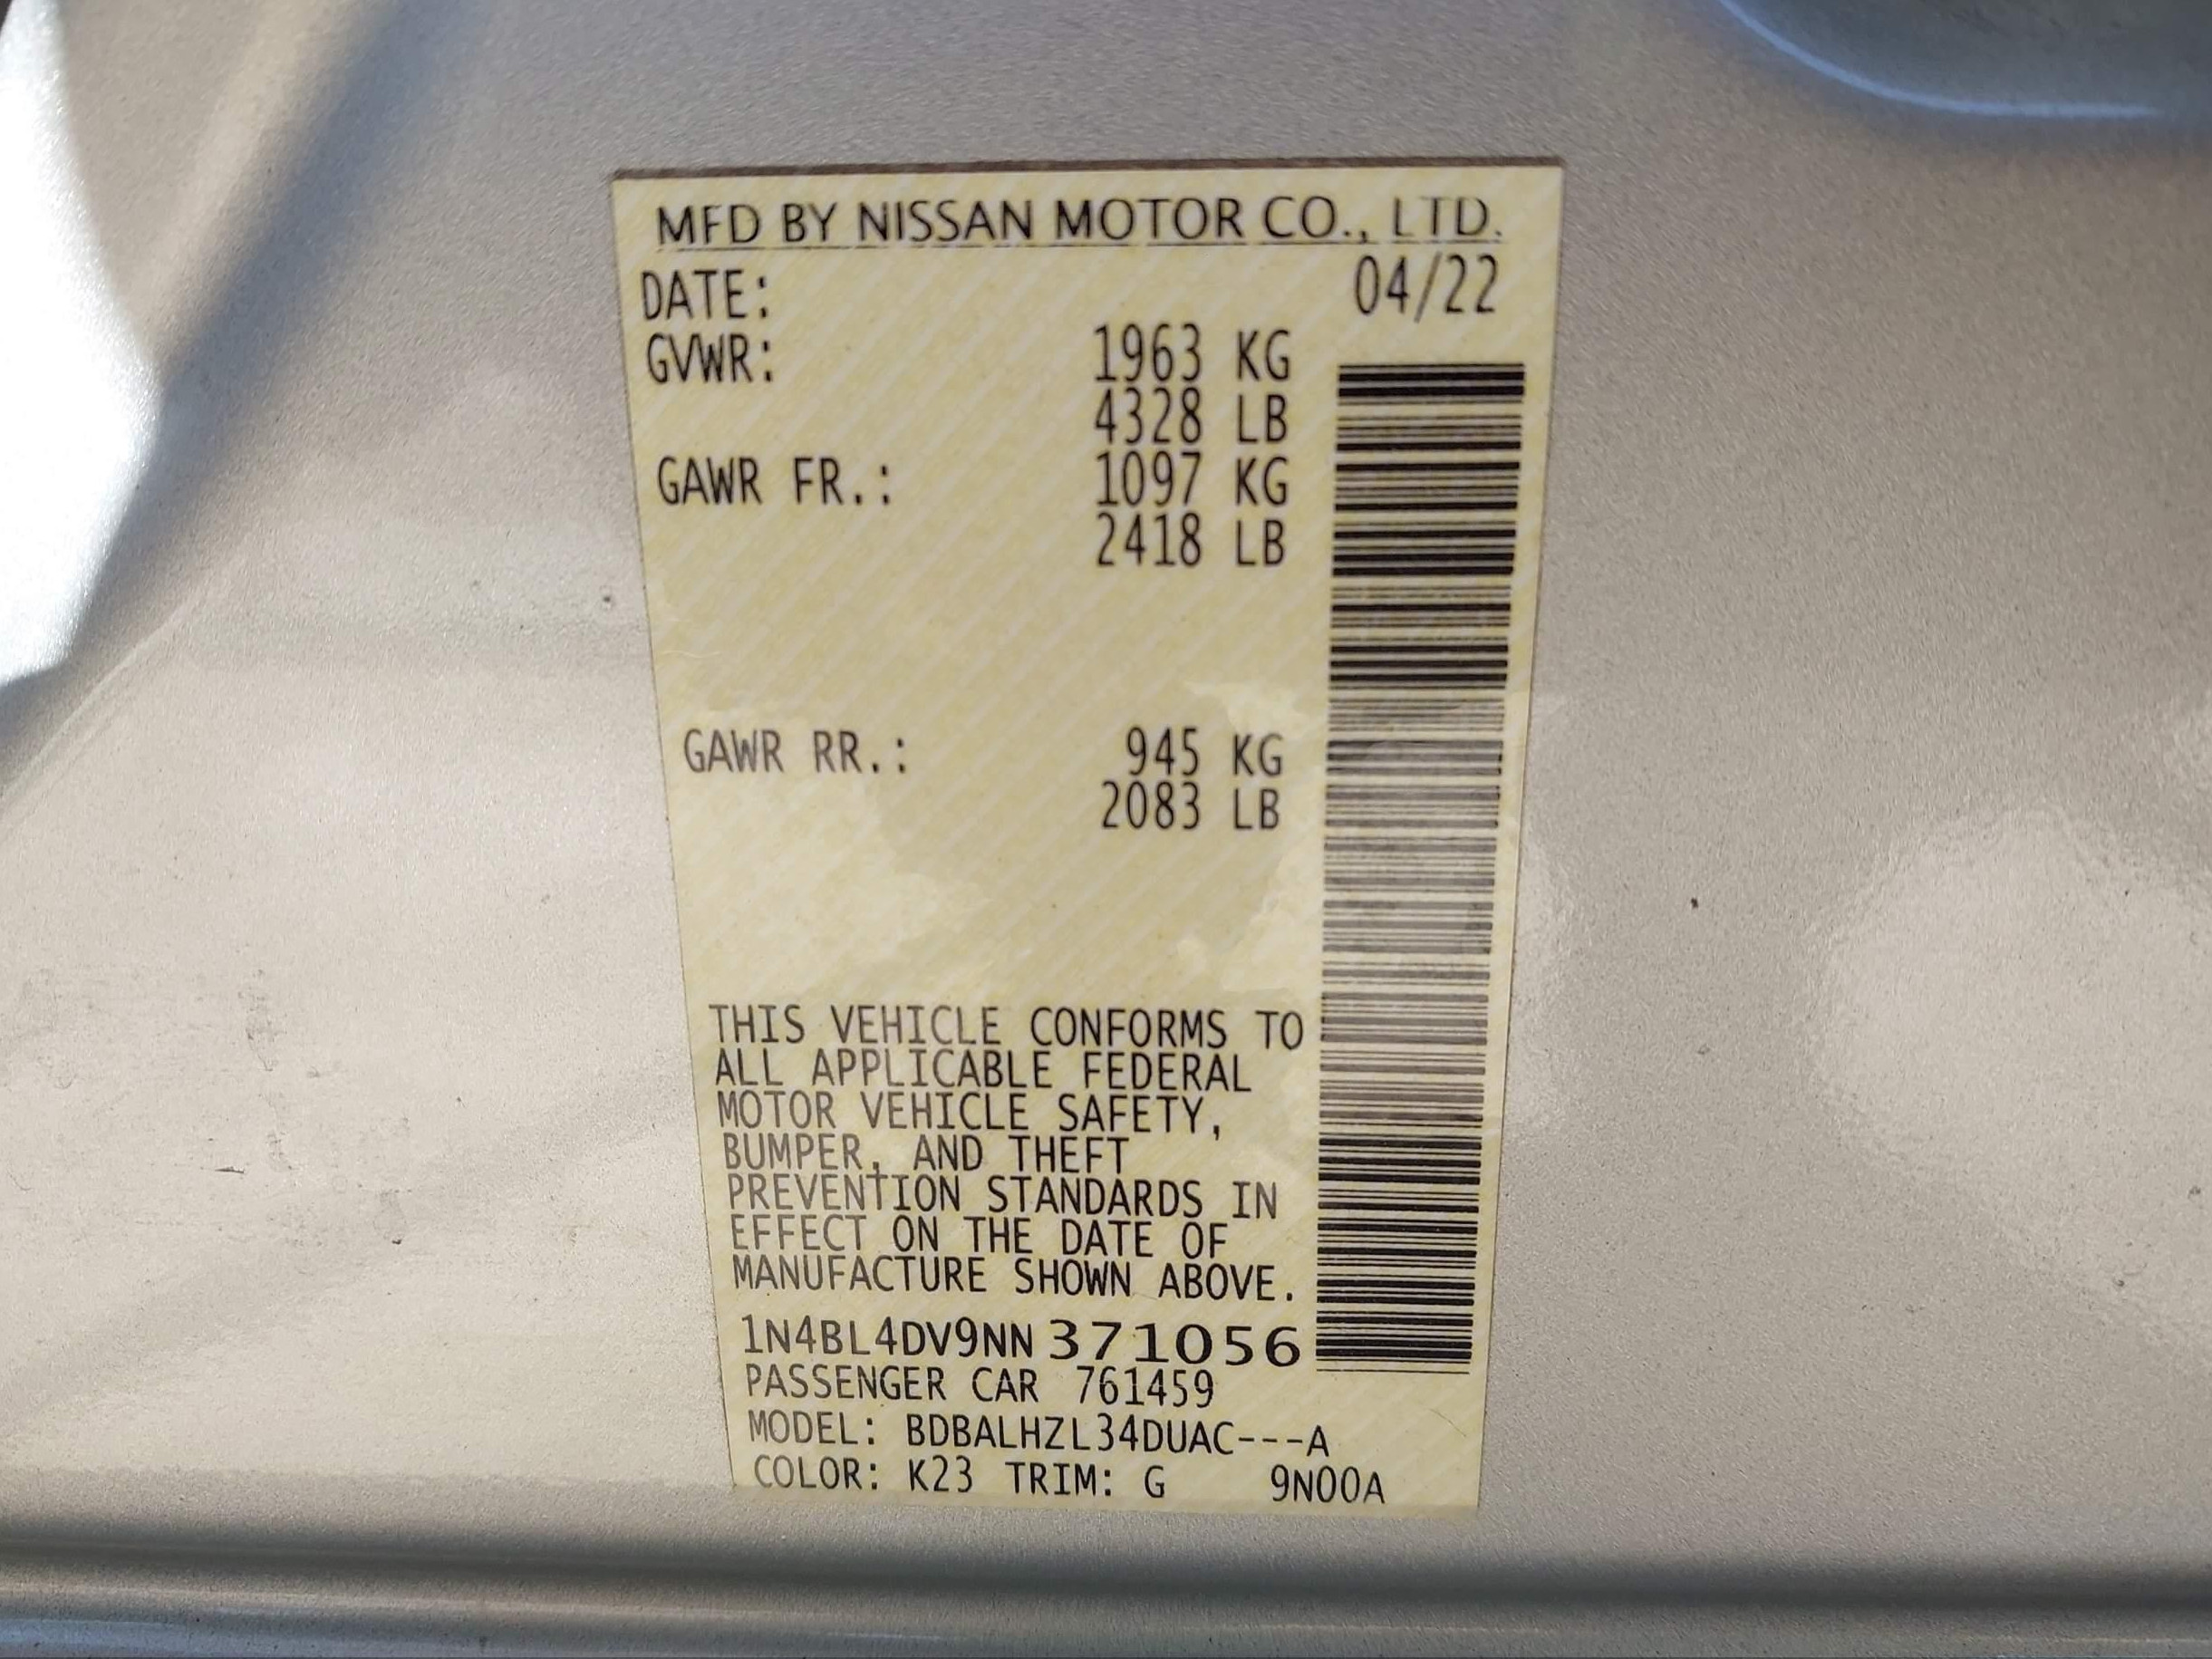 MFD BY NISSAN MOTOR CO., LTD.
DATE: 04/22
GVWR: 1963 KG
4328 LB
GAWR FR.: 1097 KG
2418 LB
GAWR RR.: 945 KG
2083 LB
THIS VEHICLE CONFORMS TO
ALL APPLICABLE FEDERAL
MOTOR VEHICLE SAFETY,
BUMPER, AND THEFT
PREVENTION STANDARDS IN
EFFECT ON THE DATE OF
MANUFACTURE SHOWN ABOVE.
1N4BL4DV9NN371056
PASSENGER CAR 761459
MODEL: BDBALHZL34DUAC---A
COLOR: K23 TRIM: G 9N00A